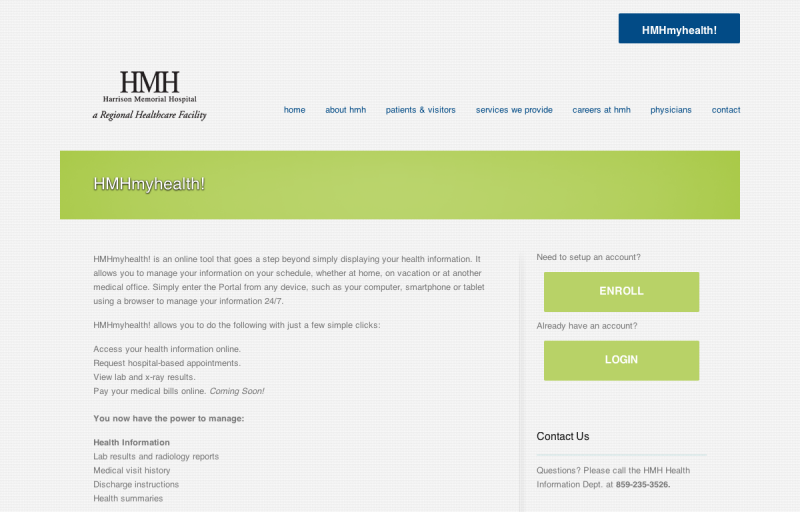 HMHmyhealth!
HMH
Harrison Memorial Hospital
a Regional Healthcare Facility
home about hmh patients & visitors services we provide careers at hmh physicians contact
HMHmyhealth!
HMHmyhealth! is an online tool that goes a step beyond simply displaying your health information. It
allows you to manage your information on your schedule, whether at home, on vacation or at another
medical office. Simply enter the Portal from any device, such as your computer, smartphone or tablet
using a browser to manage your information 24/7.
HMHmyhealth! allows you to do the following with just a few simple clicks:
Access your health information online.
Request hospital-based appointments.
View lab and x-ray results.
Pay your medical bills online. Coming Soon!
You now have the power to manage:
Health Information
Lab results and radiology reports
Medical visit history
Discharge instructions
Health summaries
Need to setup an account?
ENROLL
Already have an account?
LOGIN
Contact Us
Questions? Please call the HMH Health
Information Dept. at 859-235-3526.